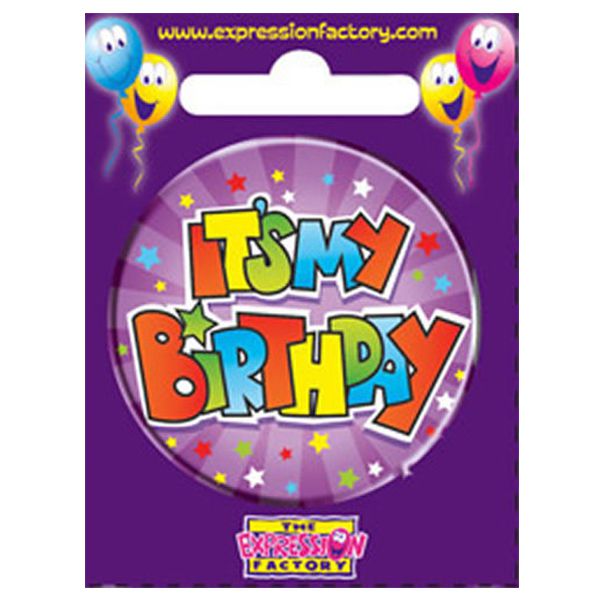 www.expressionfactory.com
IT'S MY
BiRTHDAY
THE
EXPRESSION
FACTORY